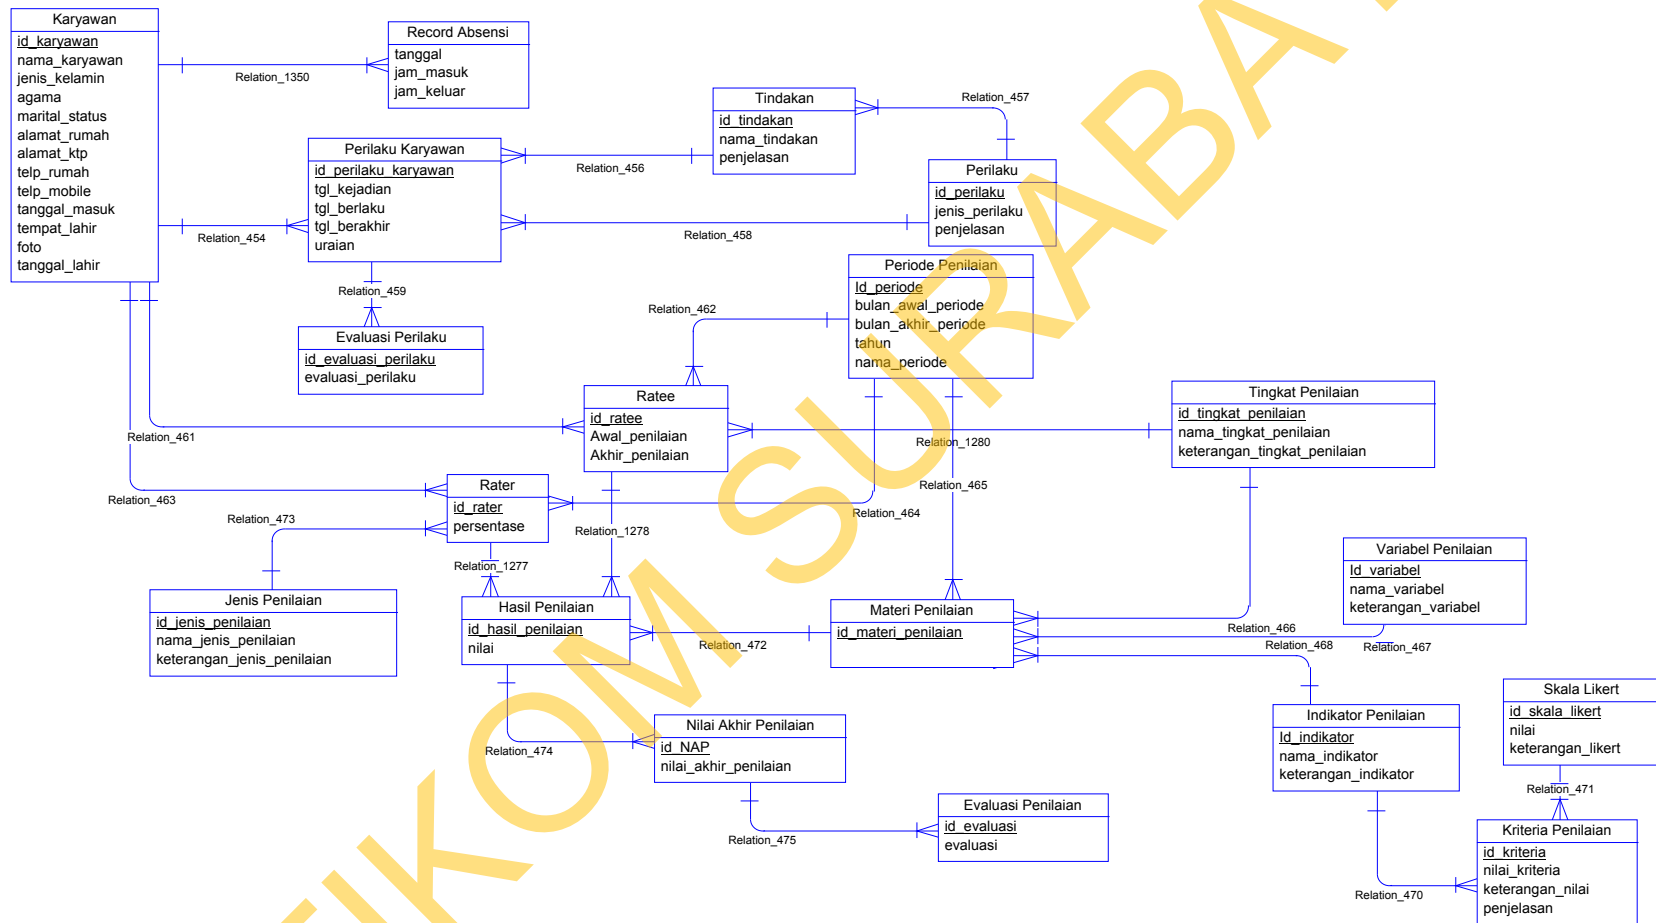 Karyawan
id_karyawan
nama_karyawan
jenis_kelamin
agama
marital_status
alamat_rumah
alamat_ktp
telp_rumah
telp_mobile
tanggal_masuk
tempat_lahir
foto
tanggal_lahir
Relation_1350
Record Absensi
tanggal
jam_masuk
jam_keluar
Relation_454
Perilaku Karyawan
id_perilaku_karyawan
tgl_kejadian
tgl_berlaku
tgl_berakhir
uraian
Relation_456
Tindakan
id_tindakan
nama_tindakan
penjelasan
Relation_457
Perilaku
id_perilaku
jenis_perilaku
penjelasan
Relation_458
Relation_459
Evaluasi Perilaku
id_evaluasi_perilaku
evaluasi_perilaku
Periode Penilaian
Id_periode
bulan_awal_periode
bulan_akhir_periode
tahun
nama_periode
Relation_462
Ratee
id_ratee
Awal_penilaian
Akhir_penilaian
Relation_461
Relation_1280
Tingkat Penilaian
id_tingkat_penilaian
nama_tingkat_penilaian
keterangan_tingkat_penilaian
Relation_463
Rater
id_rater
persentase
Relation_464
Relation_465
Relation_473
Relation_1278
Relation_1277
Jenis Penilaian
id_jenis_penilaian
nama_jenis_penilaian
keterangan_jenis_penilaian
Hasil Penilaian
id_hasil_penilaian
nilai
Relation_472
Materi Penilaian
id_materi_penilaian
Variabel Penilaian
Id_variabel
nama_variabel
keterangan_variabel
Relation_466
Relation_468
Relation_467
Relation_474
Nilai Akhir Penilaian
id_NAP
nilai_akhir_penilaian
Relation_475
Evaluasi Penilaian
id_evaluasi
evaluasi
Indikator Penilaian
Id_indikator
nama_indikator
keterangan_indikator
Skala Likert
id_skala_likert
nilai
keterangan_likert
Relation_471
Relation_470
Kriteria Penilaian
id_kriteria
nilai_kriteria
keterangan_nilai
penjelasan
IKOM SURABA